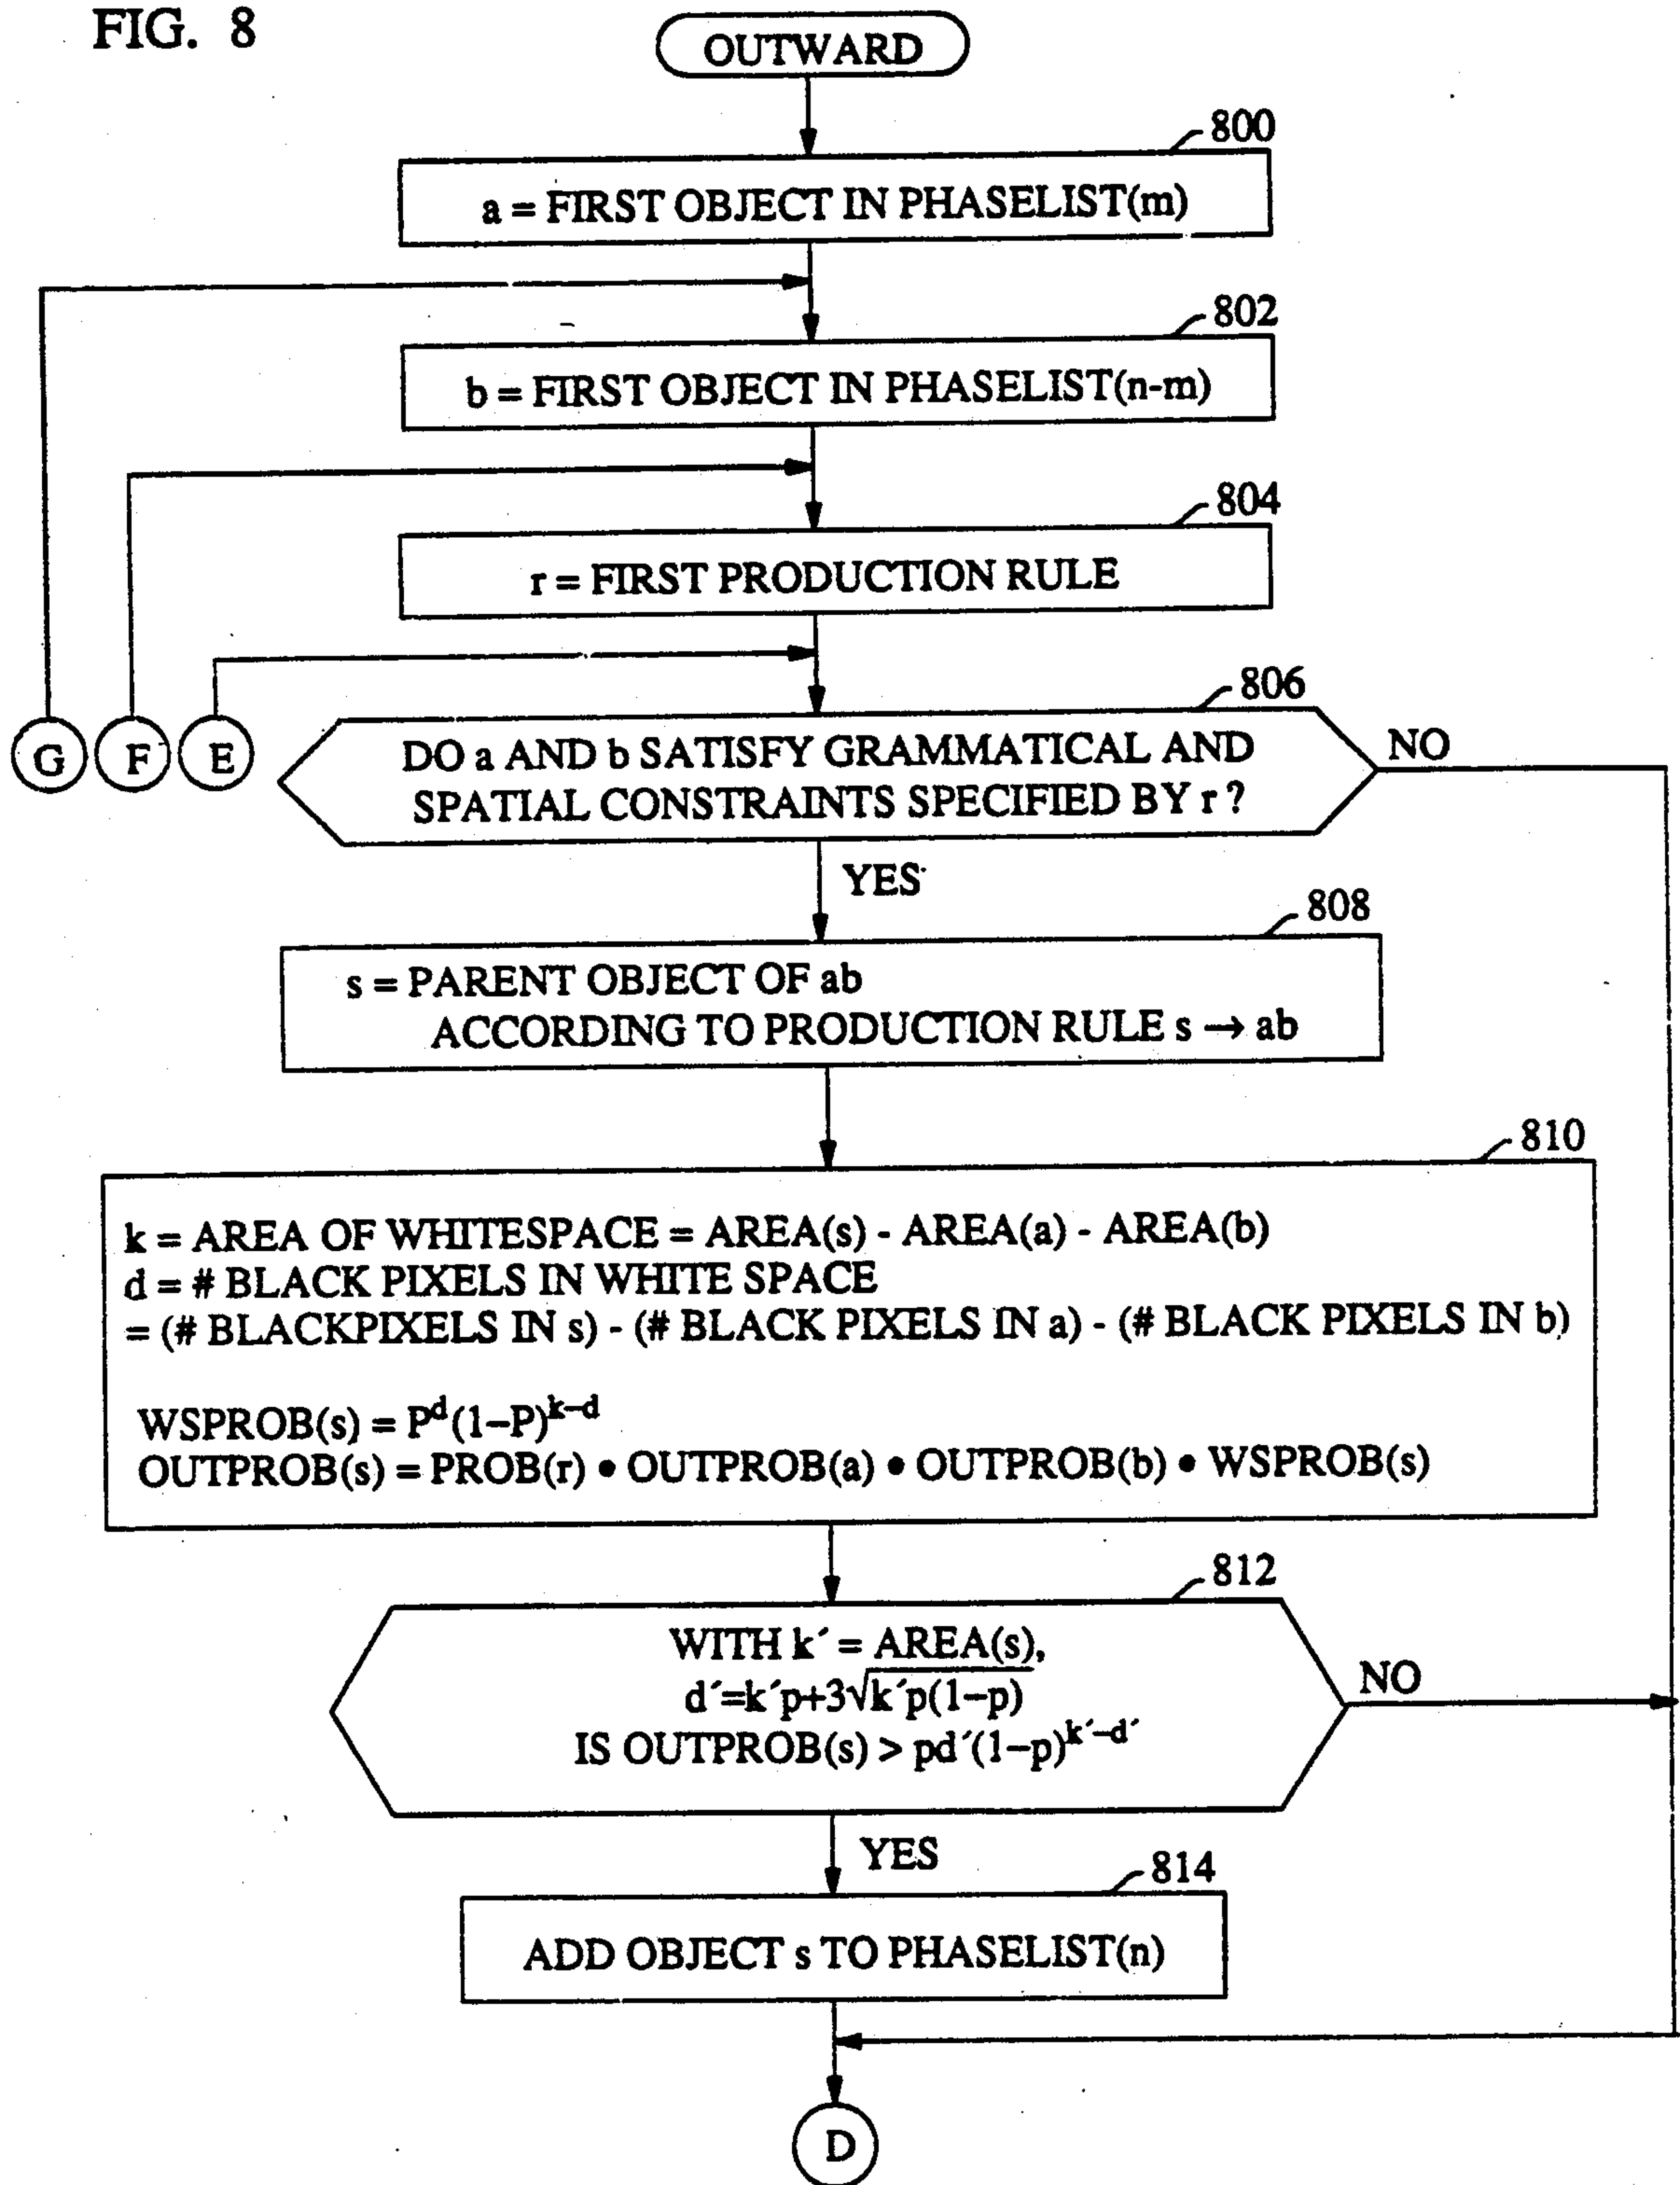 FIG. 8
OUTWARD
800
a = FIRST OBJECT IN PHASELIST(m)
802
b = FIRST OBJECT IN PHASELIST(n-m)
804
r = FIRST PRODUCTION RULE
806
G F E
DO a AND b SATISFY GRAMMATICAL AND
SPATIAL CONSTRAINTS SPECIFIED BY r ?
NO
YES
808
s = PARENT OBJECT OF ab
ACCORDING TO PRODUCTION RULE s → ab
810
k = AREA OF WHITESPACE = AREA(s) - AREA(a) - AREA(b)
d = # BLACK PIXELS IN WHITE SPACE
= (# BLACKPIXELS IN s) - (# BLACK PIXELS IN a) - (# BLACK PIXELS IN b)
WSPROB(s) = P^d (1–P)^k–d
OUTPROB(s) = PROB(r) • OUTPROB(a) • OUTPROB(b) • WSPROB(s)
812
WITH k´ = AREA(s),
d´=k´p+3√k´p(1–p)
IS OUTPROB(s) > pd´(1–p)^k´–d´
NO
YES
814
ADD OBJECT s TO PHASELIST(n)
D